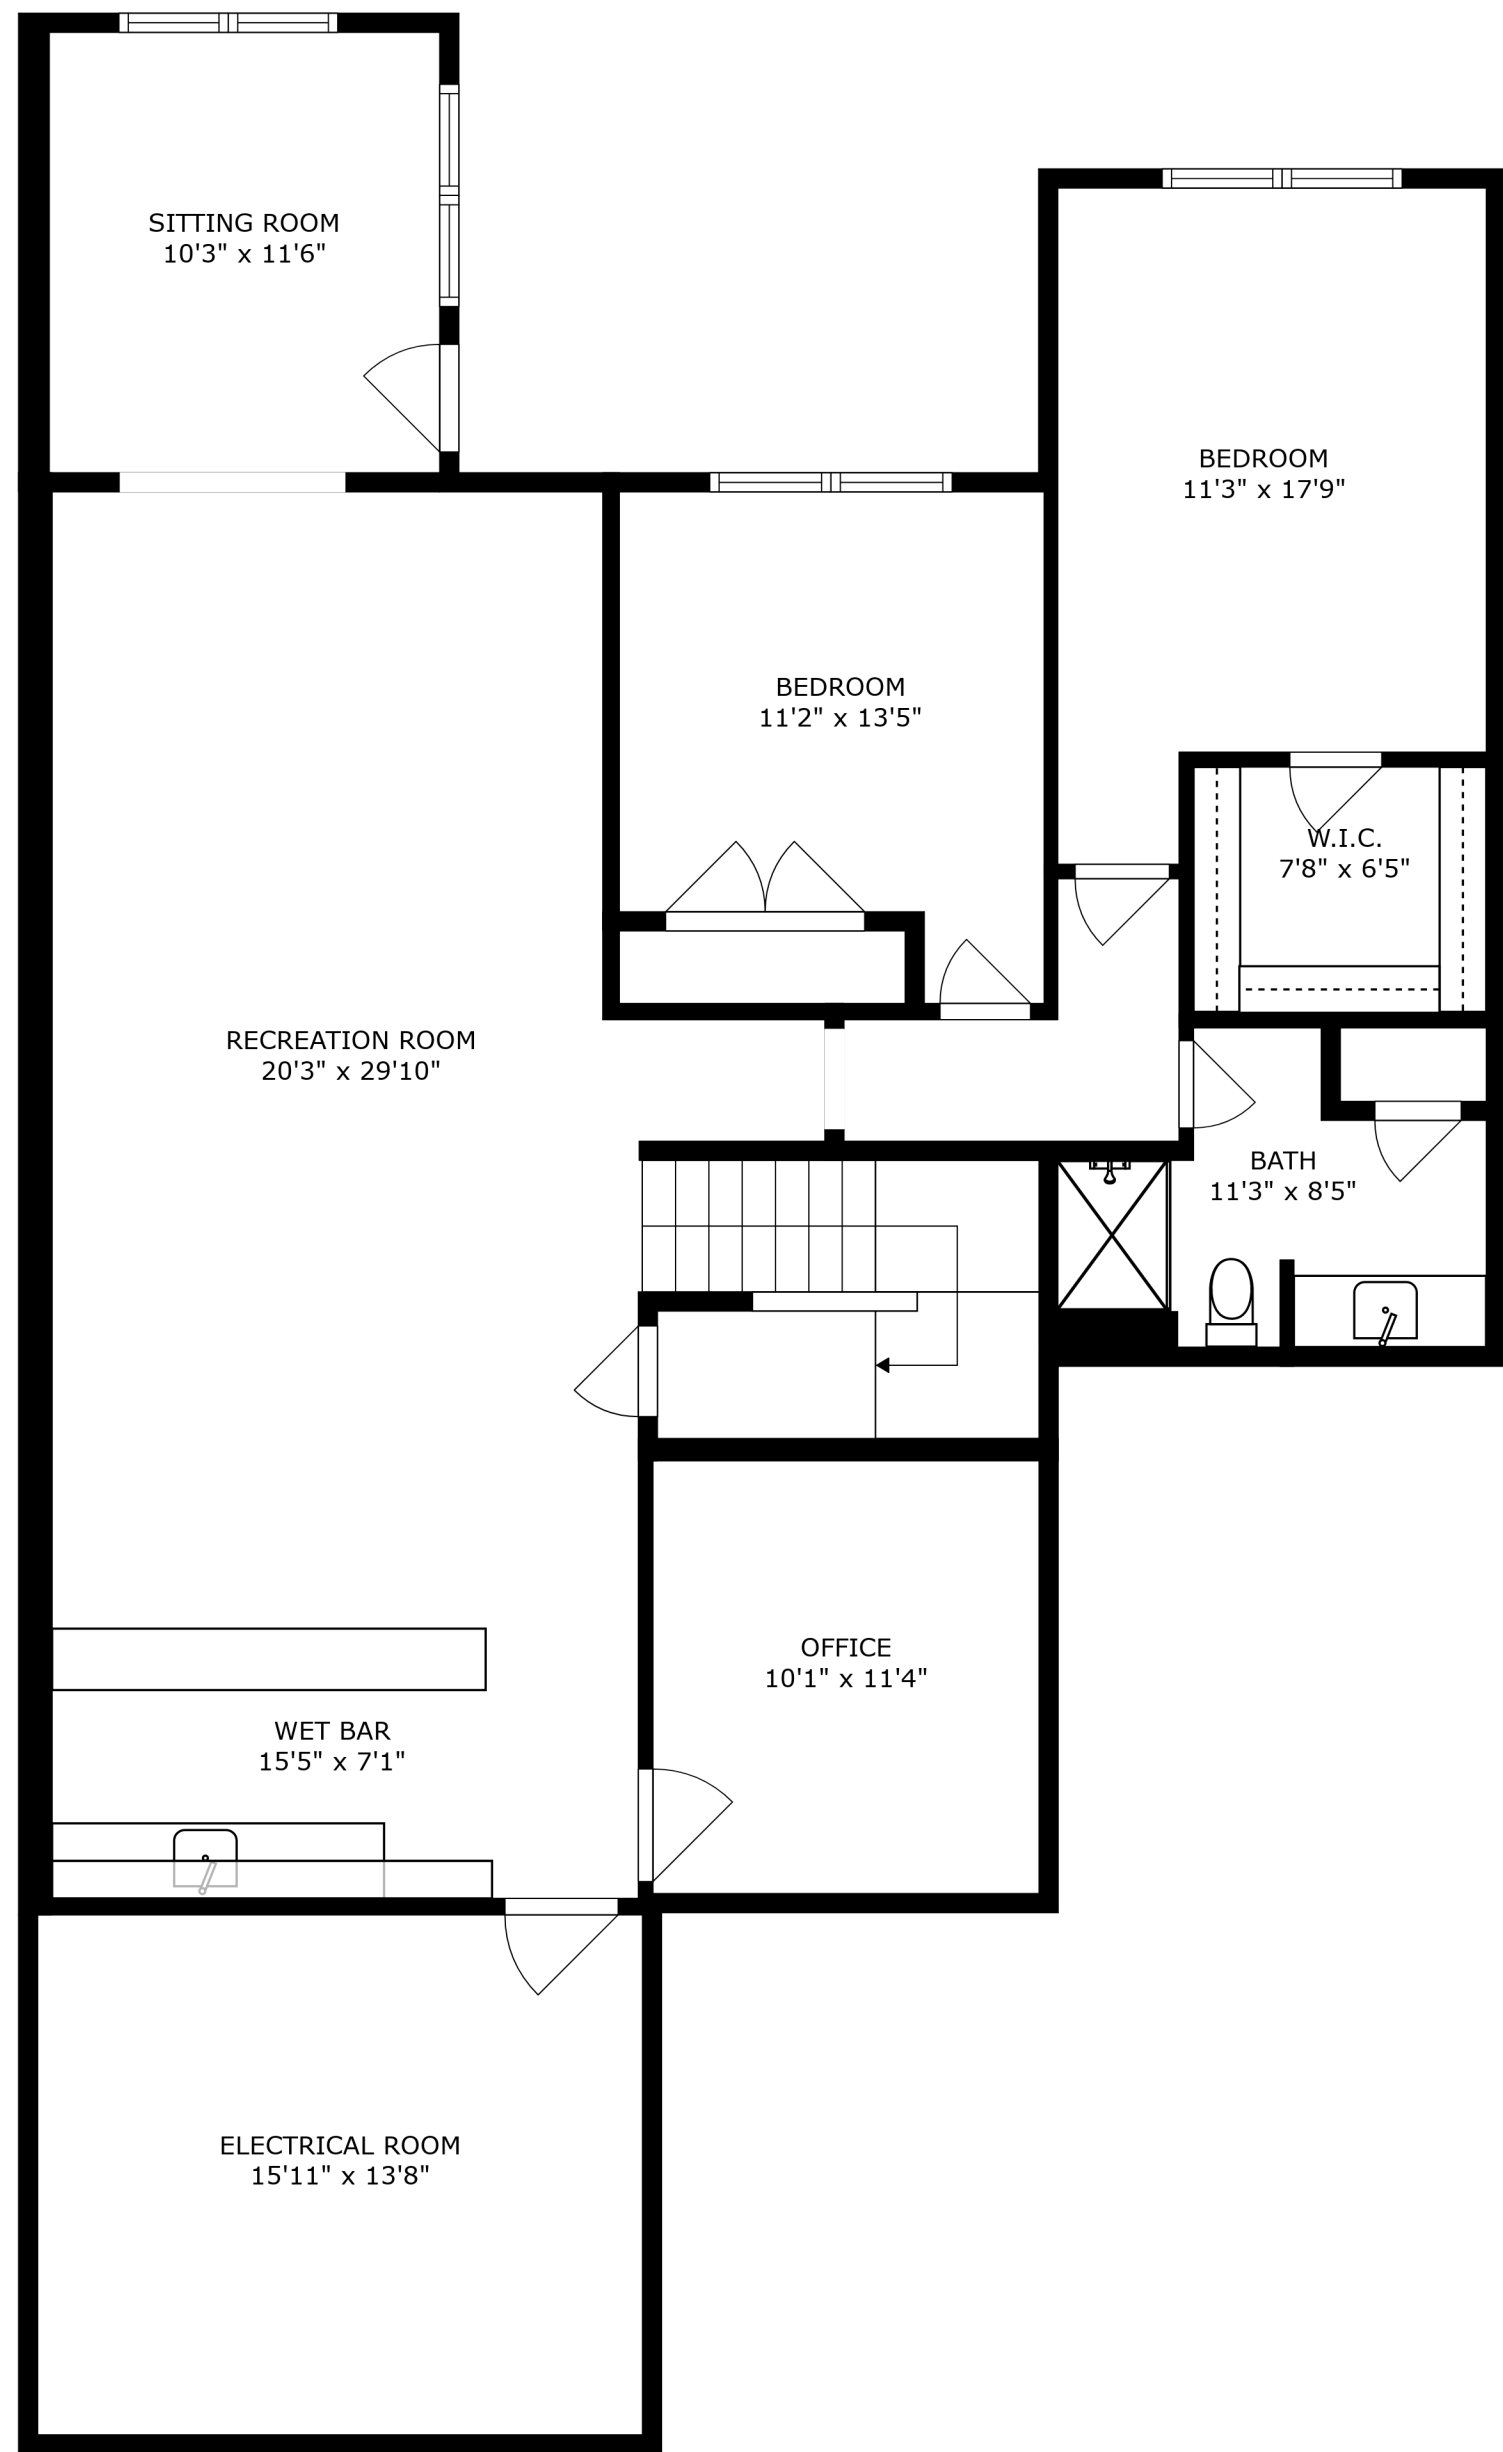 SITTING ROOM
10'3" x 11'6"
BEDROOM
11'3" x 17'9"
BEDROOM
11'2" x 13'5"
W.I.C.
7'8" x 6'5"
RECREATION ROOM
20'3" x 29'10"
BATH
11'3" x 8'5"
OFFICE
10'1" x 11'4"
WET BAR
15'5" x 7'1"
ELECTRICAL ROOM
15'11" x 13'8"